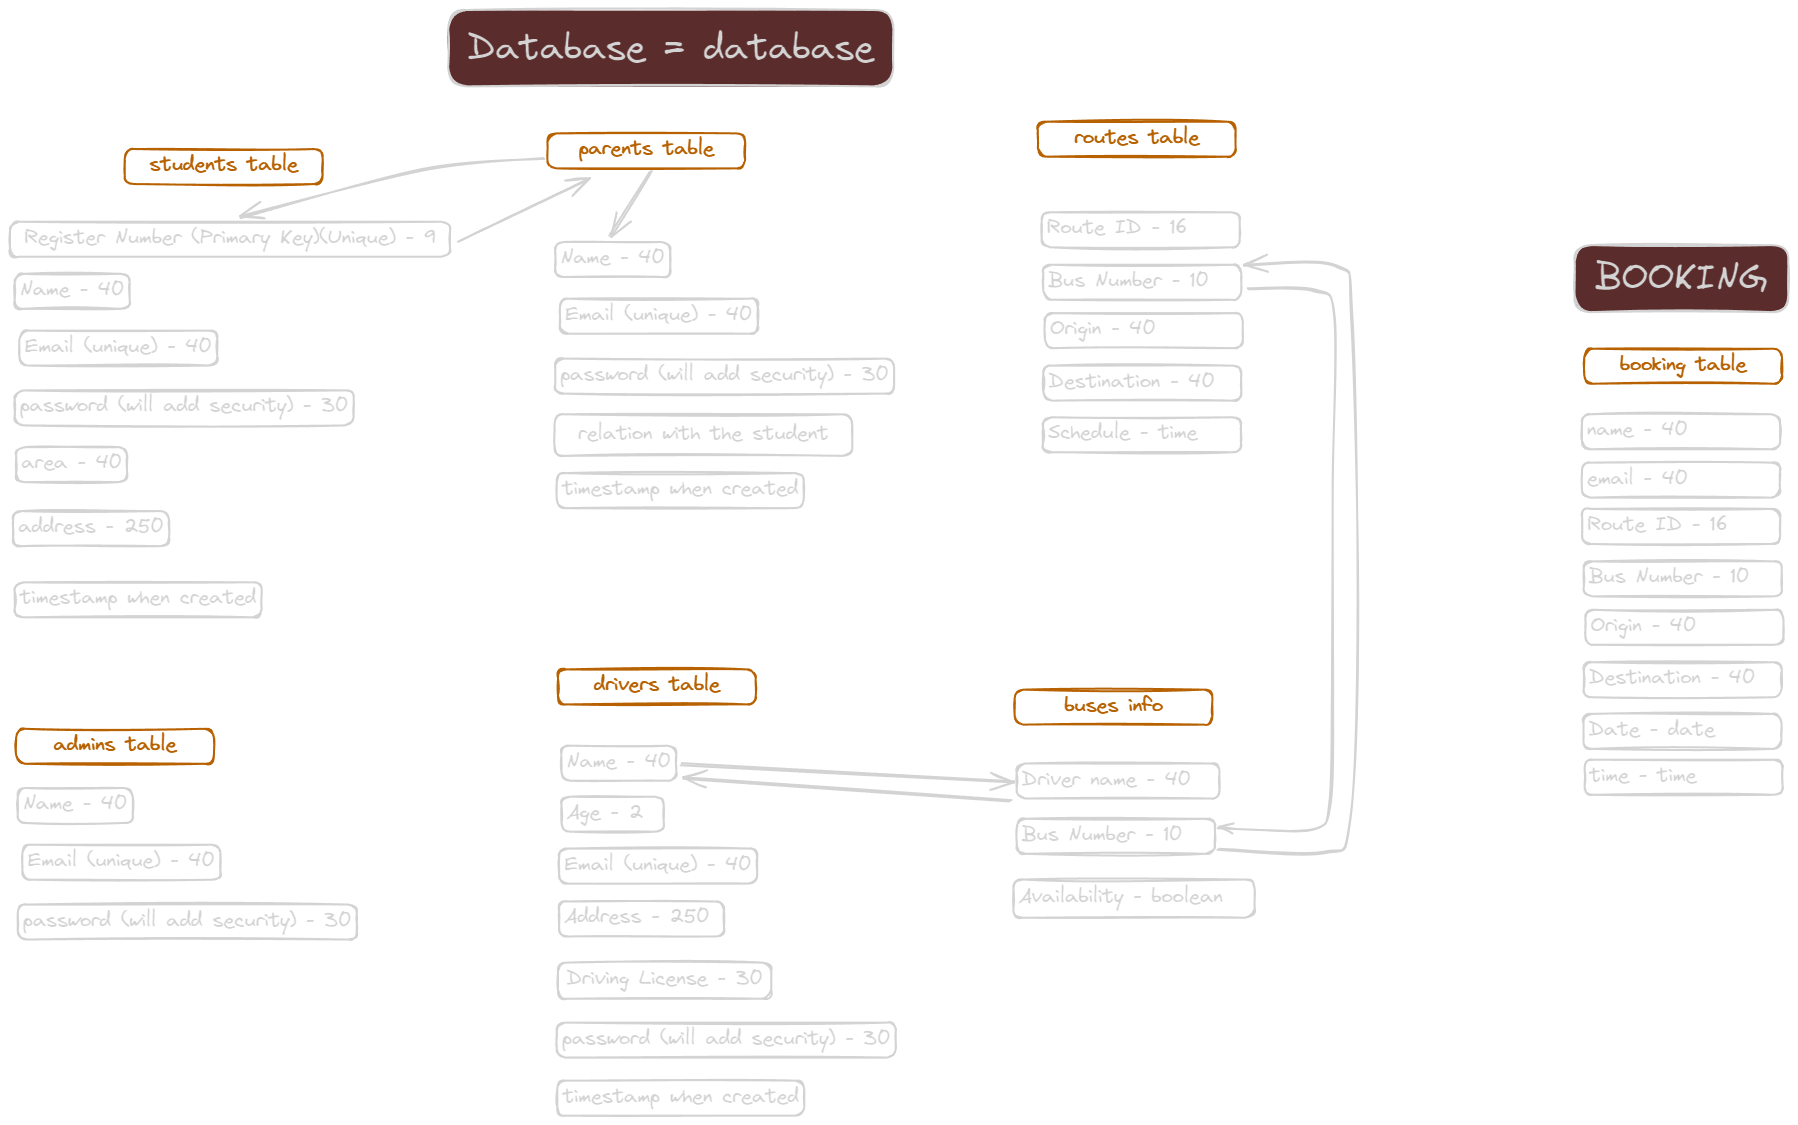 Database = database
students table
Register Number (Primary Key)(Unique) - 9
Name - 40
Email (unique) - 40
password (will add security) - 30
area - 40
address - 250
timestamp when created
parents table
Name - 40
Email (unique) - 40
password (will add security) - 30
relation with the student
timestamp when created
routes table
Route ID - 16
Bus Number - 10
Origin - 40
Destination - 40
Schedule - time
BOOKING
booking table
name - 40
email - 40
Route ID - 16
Bus Number - 10
Origin - 40
Destination - 40
Date - date
time - time
admins table
Name - 40
Email (unique) - 40
password (will add security) - 30
drivers table
Name - 40
Age - 2
Email (unique) - 40
Address - 250
Driving License - 30
password (will add security) - 30
timestamp when created
buses info
Driver name - 40
Bus Number - 10
Availability - boolean